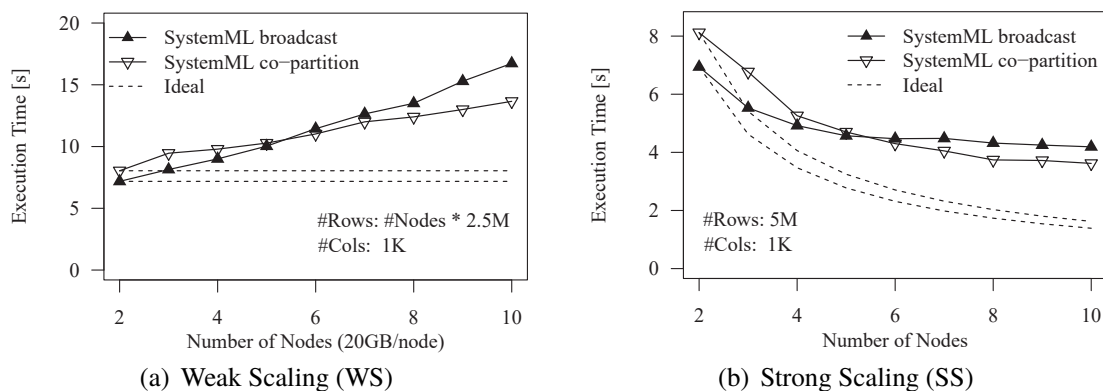 20
15
10
5
0
Execution Time [s]
SystemML broadcast
SystemML co−partition
Ideal
#Rows: #Nodes * 2.5M
#Cols: 1K
2 4 6 8 10
Number of Nodes (20GB/node)
(a) Weak Scaling (WS)
8
6
4
2
0
Execution Time [s]
SystemML broadcast
SystemML co−partition
Ideal
#Rows: 5M
#Cols: 1K
2 4 6 8 10
Number of Nodes
(b) Strong Scaling (SS)